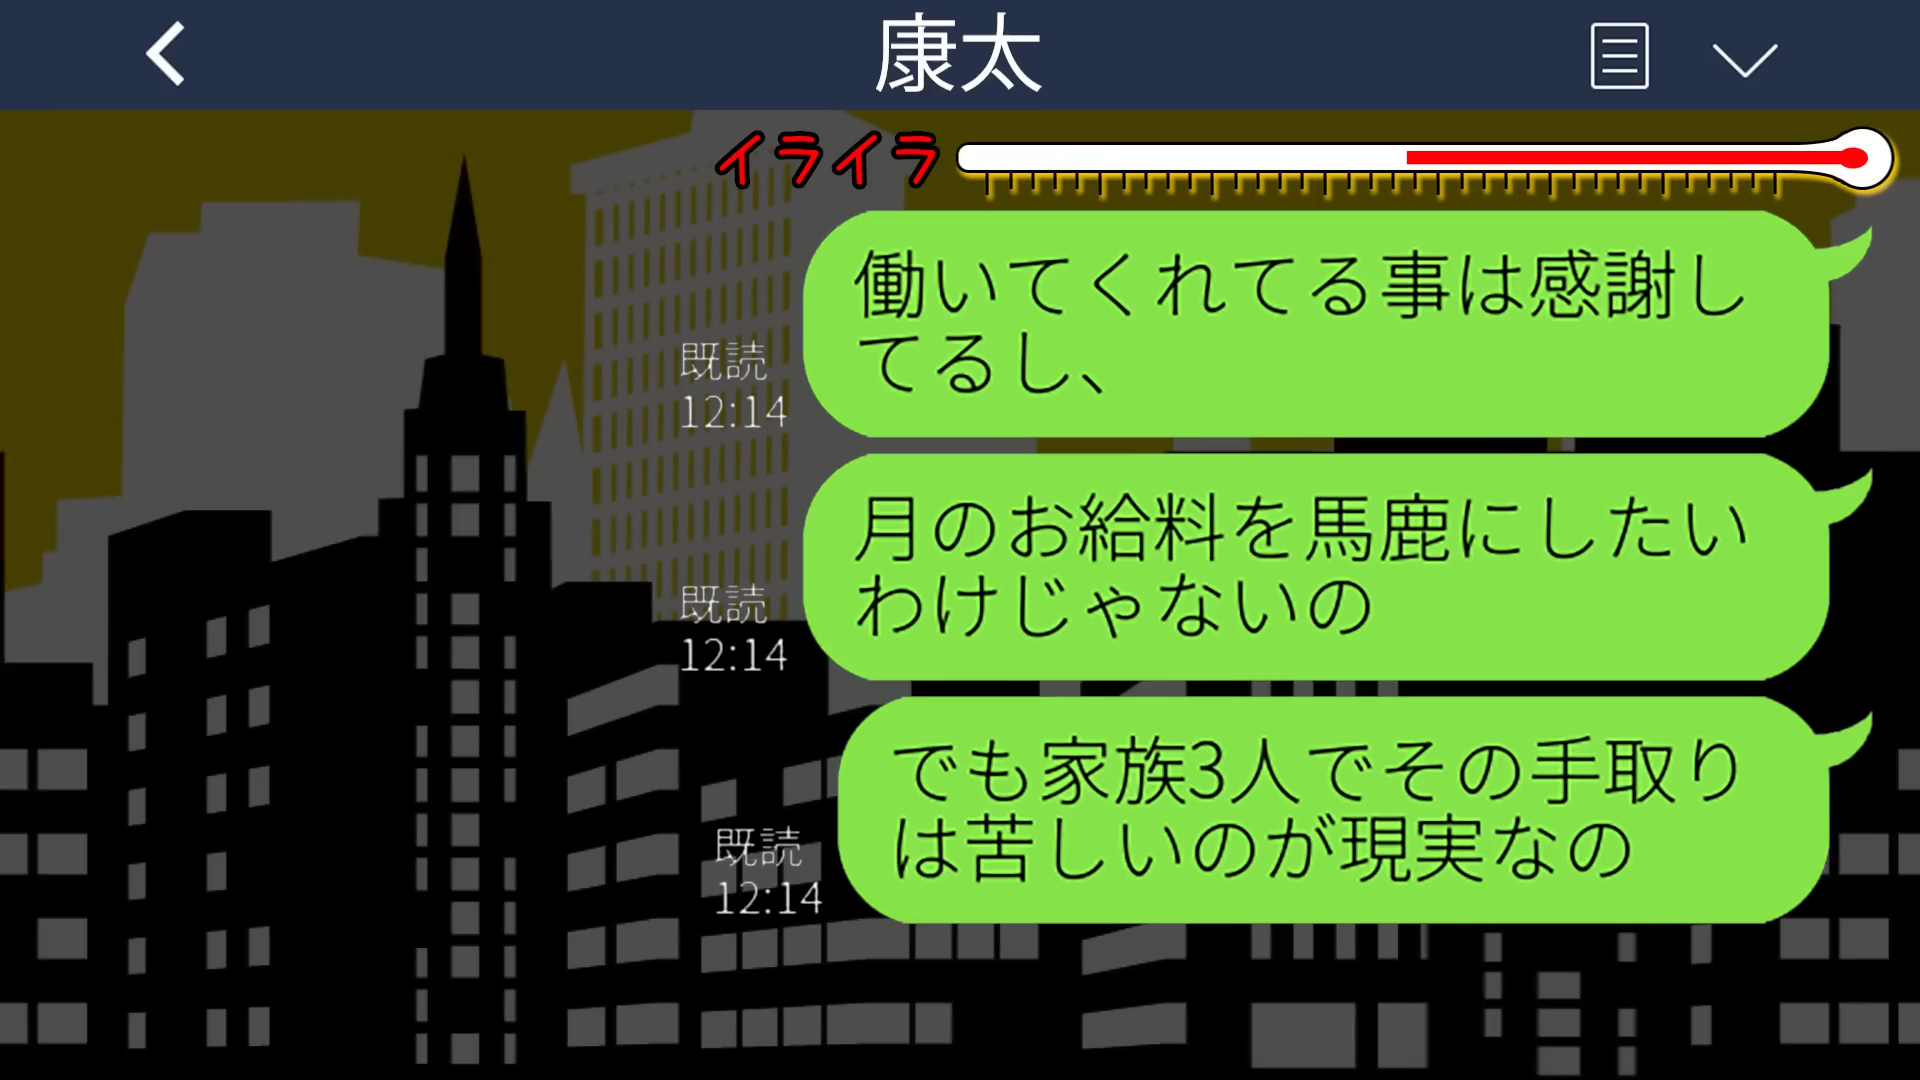 康太
イライラ
働いてくれてる事は感謝し
てるし、
既読
12:14
月のお給料を馬鹿にしたい
わけじゃないの
既読
12:14
でも家族3人でその手取り
は苦しいのが現実なの
既読
12:14